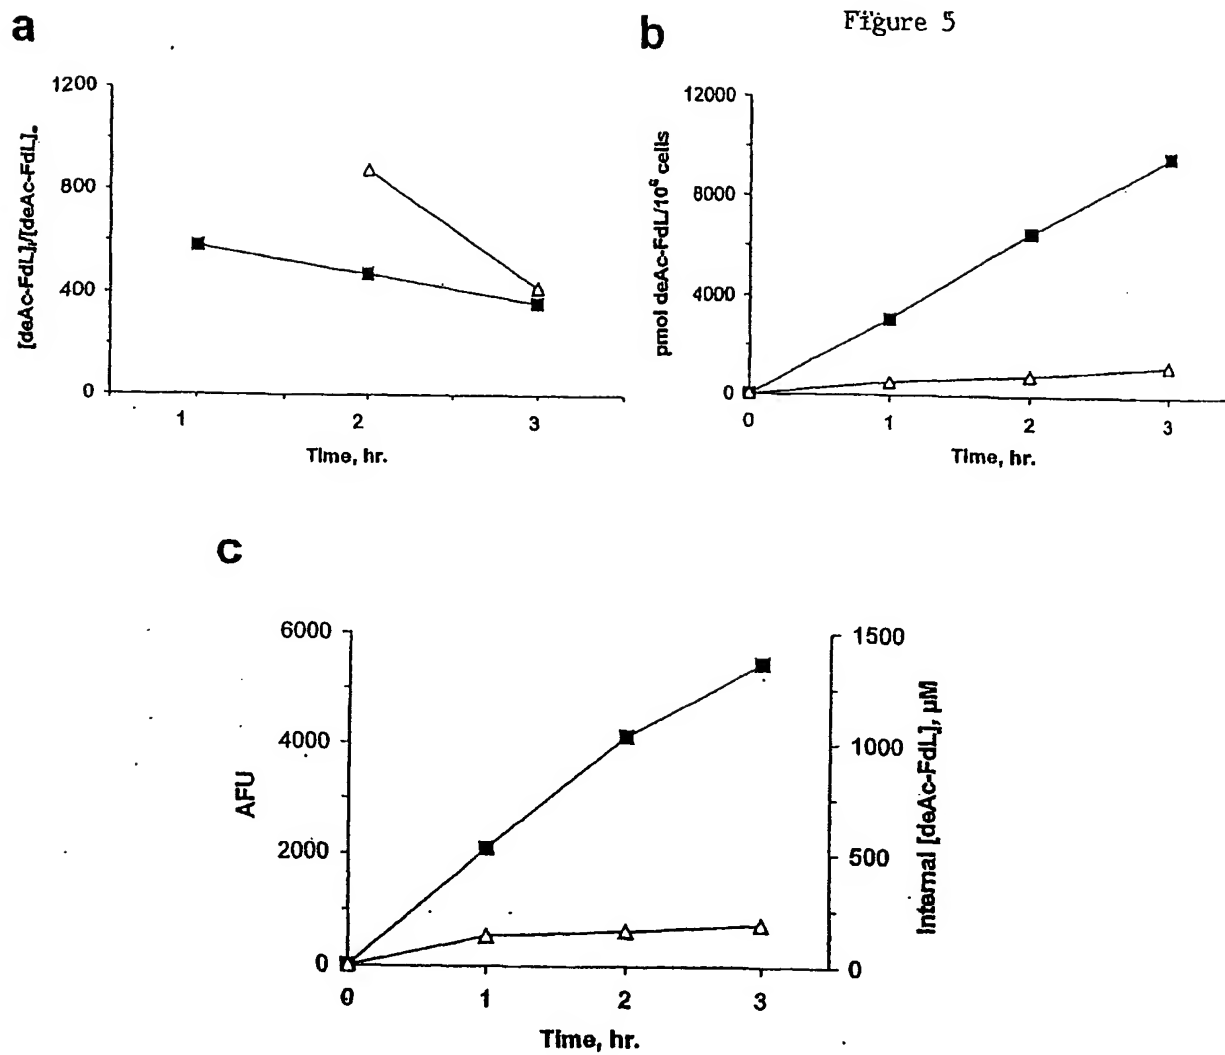 Figure 5
a
1200
800
400
0
1
2
3
Time, hr.
[deAc-FdL]ᵢ/[deAc-FdL]ₒ
b
12000
8000
4000
0
0
1
2
3
Time, hr.
pmol deAc-FdL/10⁶ cells
c
6000
4000
2000
0
AFU
1500
1000
500
0
Internal [deAc-FdL], µM
0
1
2
3
Time, hr.